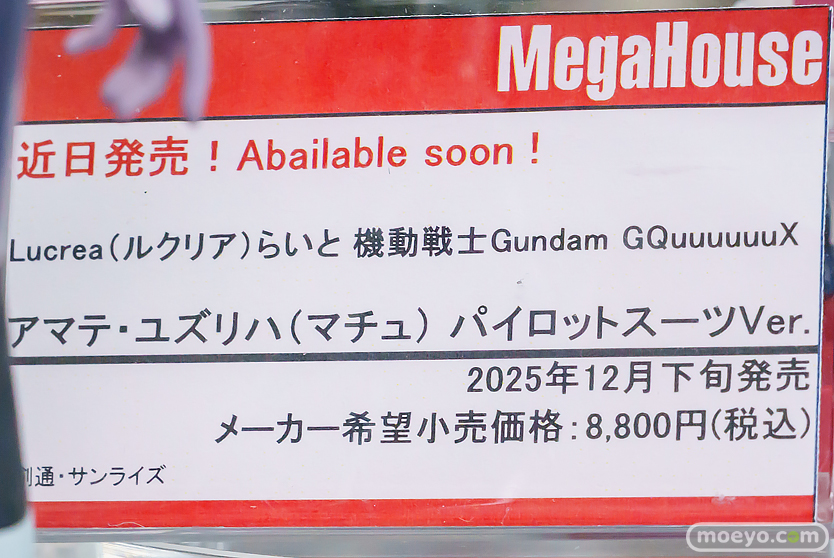 MegaHouse
近日発売！Abailable soon！
Lucrea（ルクリア）らいと 機動戦士Gundam GQuuuuuuX
アマテ・ユズリハ（マチュ） パイロットスーツVer.
2025年12月下旬発売
メーカー希望小売価格：8,800円(税込)
創通・サンライズ
moeyo.com